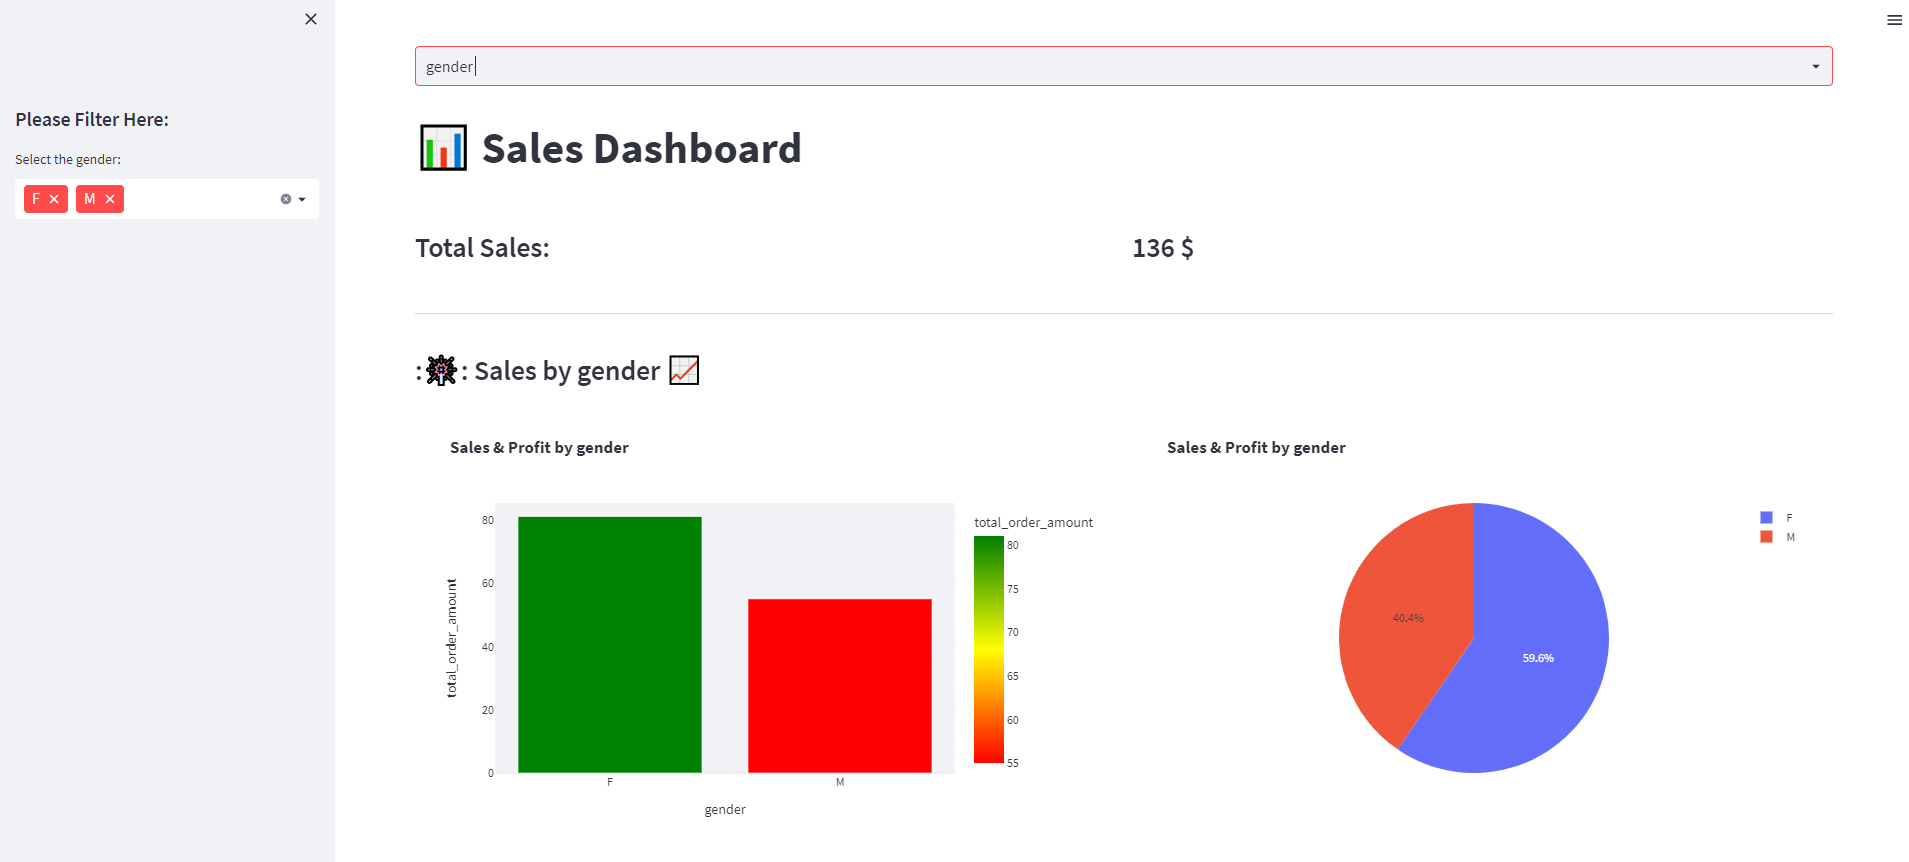 gender
Please Filter Here:
Select the gender:
F
M
Sales Dashboard
Total Sales:
136 $
: : Sales by gender
Sales & Profit by gender
total_order_amount
80
60
40
20
0
F
M
gender
total_order_amount
80
75
70
65
60
55
Sales & Profit by gender
40.4%
59.6%
F
M